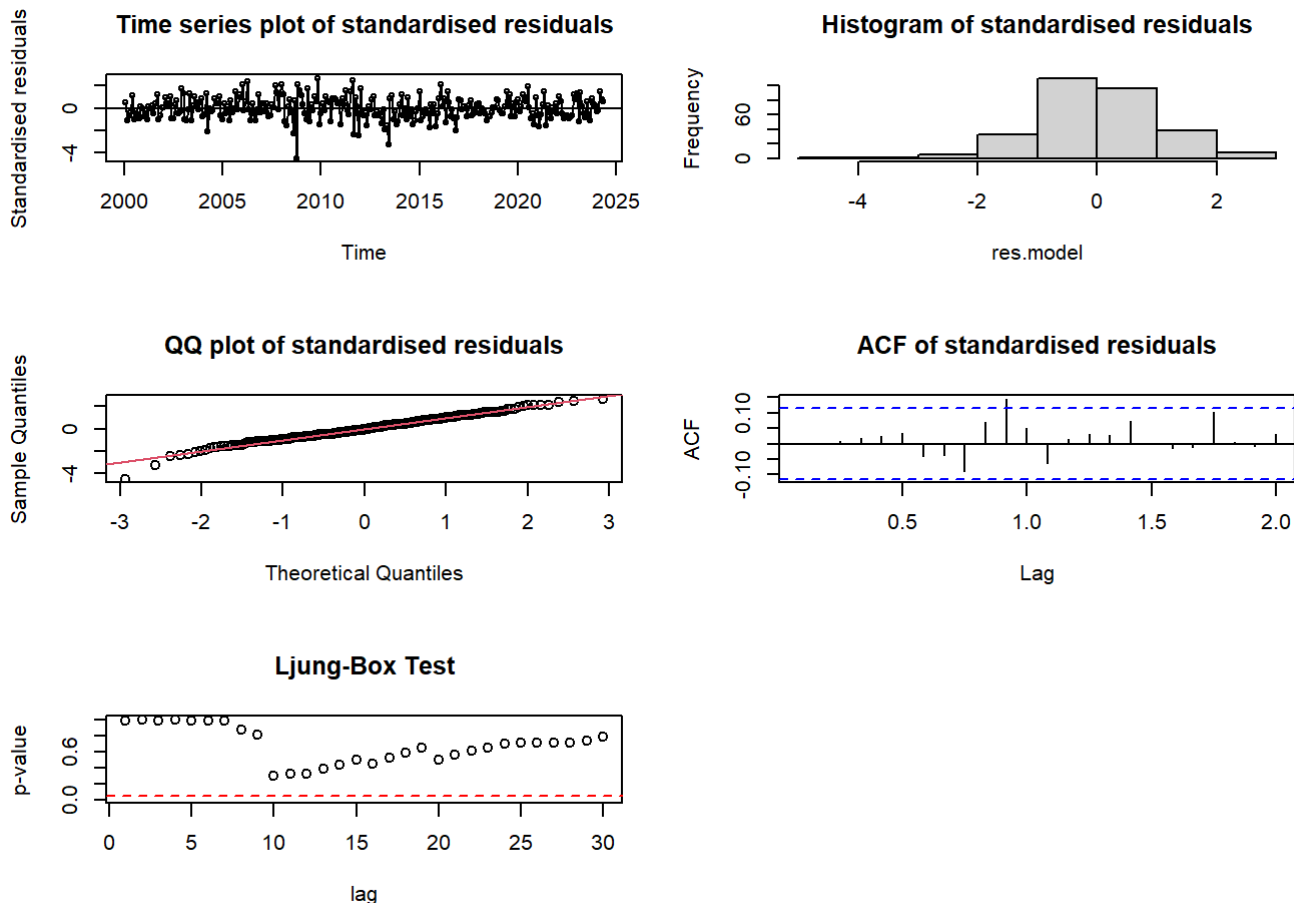 Time series plot of standardised residuals
Standardised residuals
0
-4
2000 2005 2010 2015 2020 2025
Time
Histogram of standardised residuals
Frequency
60
0
-4 -2 0 2
res.model
QQ plot of standardised residuals
Sample Quantiles
0
-4
-3 -2 -1 0 1 2 3
Theoretical Quantiles
ACF of standardised residuals
ACF
0.10
-0.10
0.5 1.0 1.5 2.0
Lag
Ljung-Box Test
p-value
0.6
0.0
0 5 10 15 20 25 30
lag